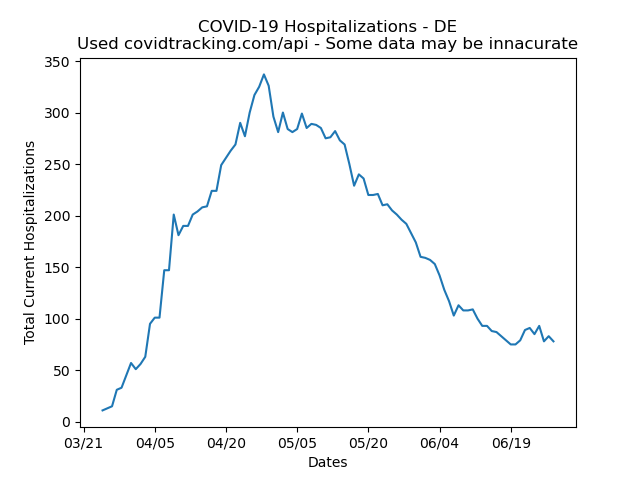 COVID-19 Hospitalizations - DE
Used covidtracking.com/api - Some data may be innacurate
350
300
250
200
150
100
50
0
Total Current Hospitalizations
03/21 04/05 04/20 05/05 05/20 06/04 06/19
Dates